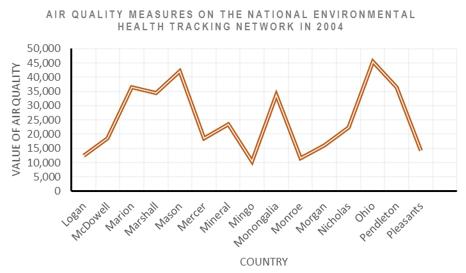 AIR QUALITY MEASURES ON THE NATIONAL ENVIRONMENTAL
HEALTH TRACKING NETWORK IN 2004
VALUE OF AIR QUALITY
50,000
45,000
40,000
35,000
30,000
25,000
20,000
15,000
10,000
5,000
0
Logan
McDowell
Marion
Marshall
Mason
Mercer
Mineral
Mingo
Monongalia
Monroe
Morgan
Nicholas
Ohio
Pendleton
Pleasants
COUNTRY